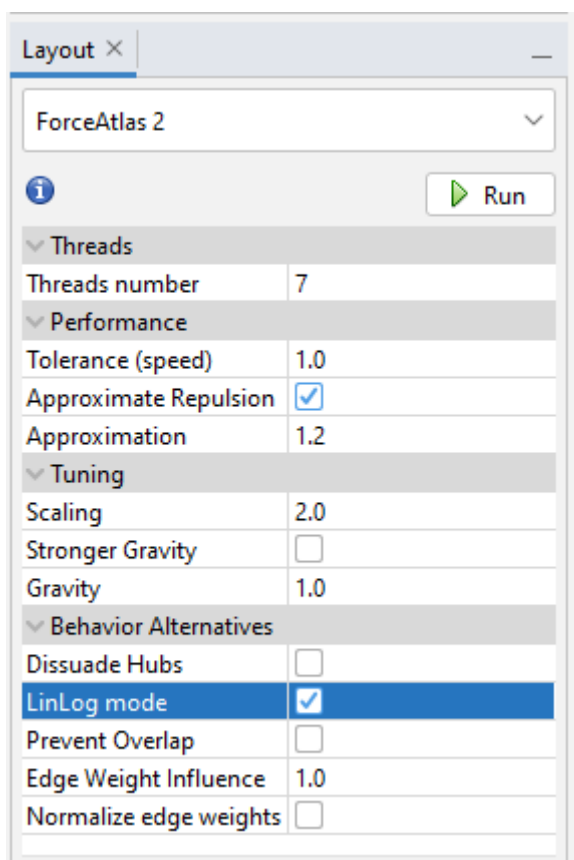 Layout
ForceAtlas 2
Run
Threads
Threads number 7
Performance
Tolerance (speed) 1.0
Approximate Repulsion
Approximation 1.2
Tuning
Scaling 2.0
Stronger Gravity
Gravity 1.0
Behavior Alternatives
Dissuade Hubs
LinLog mode
Prevent Overlap
Edge Weight Influence 1.0
Normalize edge weights